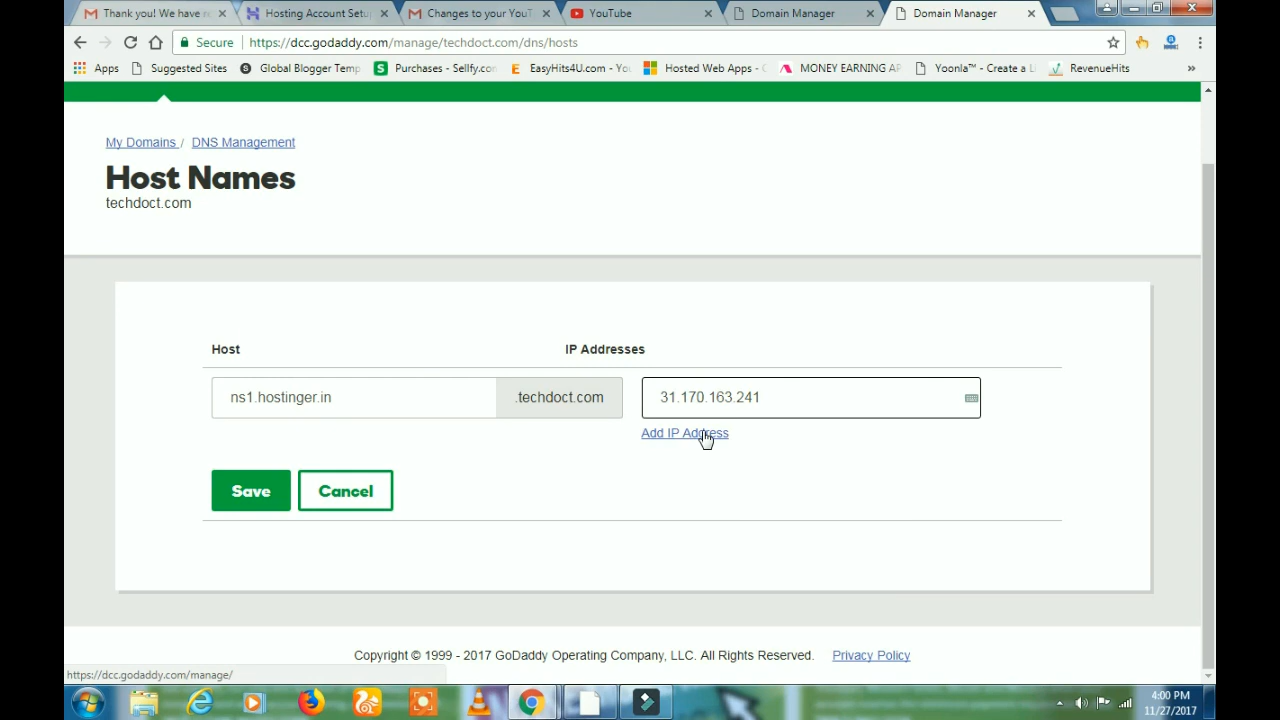 Thank you! We have re
Hosting Account Setup
Changes to your YouT
YouTube
Domain Manager
Domain Manager
Secure
https://dcc.godaddy.com/manage/techdoct.com/dns/hosts
Apps
Suggested Sites
Global Blogger Temp
Purchases - Sellfy.co
EasyHits4U.com - Yo
Hosted Web Apps -
MONEY EARNING AP
Yoonla™ - Create a L
RevenueHits
»
My Domains / DNS Management
Host Names
techdoct.com
Host IP Addresses
ns1.hostinger.in .techdoct.com 31.170.163.241
Add IP Address
Save Cancel
Copyright © 1999 - 2017 GoDaddy Operating Company, LLC. All Rights Reserved. Privacy Policy
https://dcc.godaddy.com/manage/
4:00 PM
11/27/2017